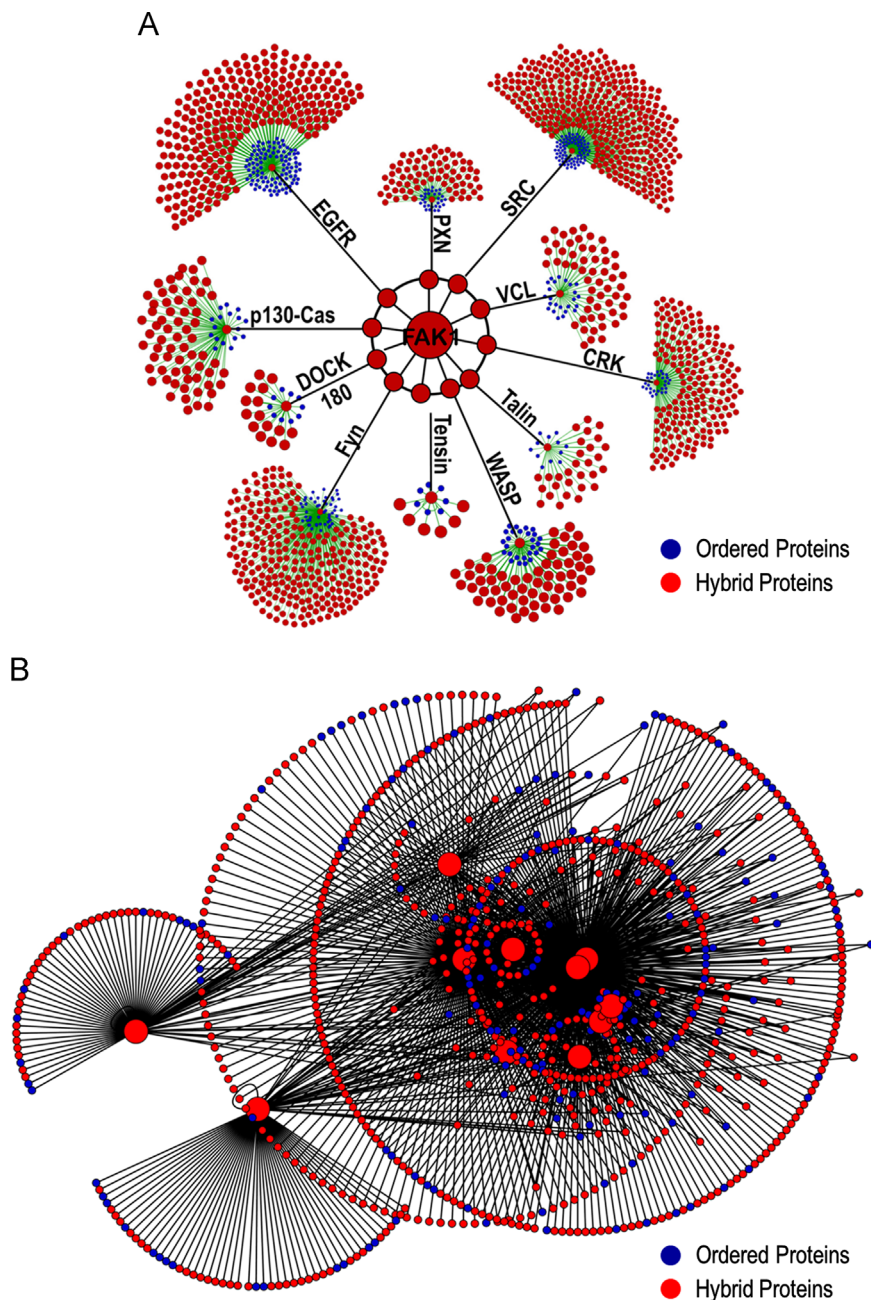 A
EGFR
PXN
SRC
VCL
p130-Cas
FAK1
CRK
DOCK
180
Talin
Fyn
Tensin
WASP
Ordered Proteins
Hybrid Proteins
B
Ordered Proteins
Hybrid Proteins